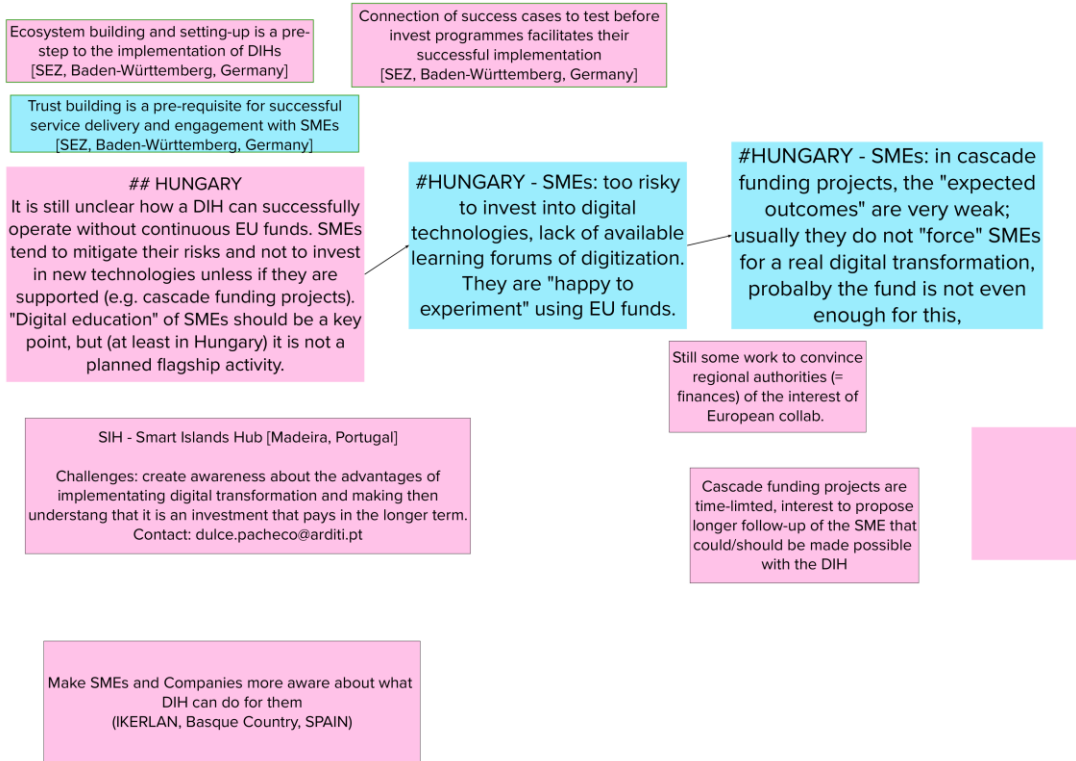 Ecosystem building and setting-up is a pre-
step to the implementation of DIHs
[SEZ, Baden-Württemberg, Germany]
Connection of success cases to test before
invest programmes facilitates their
successful implementation
[SEZ, Baden-Württemberg, Germany]
Trust building is a pre-requisite for successful
service delivery and engagement with SMEs
[SEZ, Baden-Württemberg, Germany]
## HUNGARY
It is still unclear how a DIH can successfully
operate without continuous EU funds. SMEs
tend to mitigate their risks and not to invest
in new technologies unless if they are
supported (e.g. cascade funding projects).
"Digital education" of SMEs should be a key
point, but (at least in Hungary) it is not a
planned flagship activity.
#HUNGARY - SMEs: too risky
to invest into digital
technologies, lack of available
learning forums of digitization.
They are "happy to
experiment" using EU funds.
#HUNGARY - SMEs: in cascade
funding projects, the "expected
outcomes" are very weak;
usually they do not "force" SMEs
for a real digital transformation,
probalby the fund is not even
enough for this,
Still some work to convince
regional authorities (=
finances) of the interest of
European collab.
SIH - Smart Islands Hub [Madeira, Portugal]
Challenges: create awareness about the advantages of
implementating digital transformation and making then
understang that it is an investment that pays in the longer term.
Contact: dulce.pacheco@arditi.pt
Cascade funding projects are
time-limted, interest to propose
longer follow-up of the SME that
could/should be made possible
with the DIH
Make SMEs and Companies more aware about what
DIH can do for them
(IKERLAN, Basque Country, SPAIN)